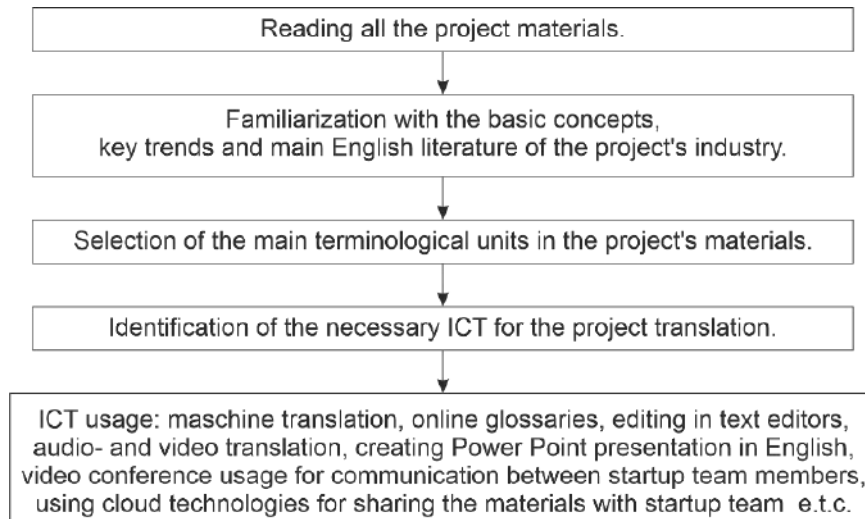 Reading all the project materials.
Familiarization with the basic concepts,
key trends and main English literature of the project's industry.
Selection of the main terminological units in the project's materials.
Identification of the necessary ICT for the project translation.
ICT usage: maschine translation, online glossaries, editing in text editors,
audio- and video translation, creating Power Point presentation in English,
video conference usage for communication between startup team members,
using cloud technologies for sharing the materials with startup team e.t.c.